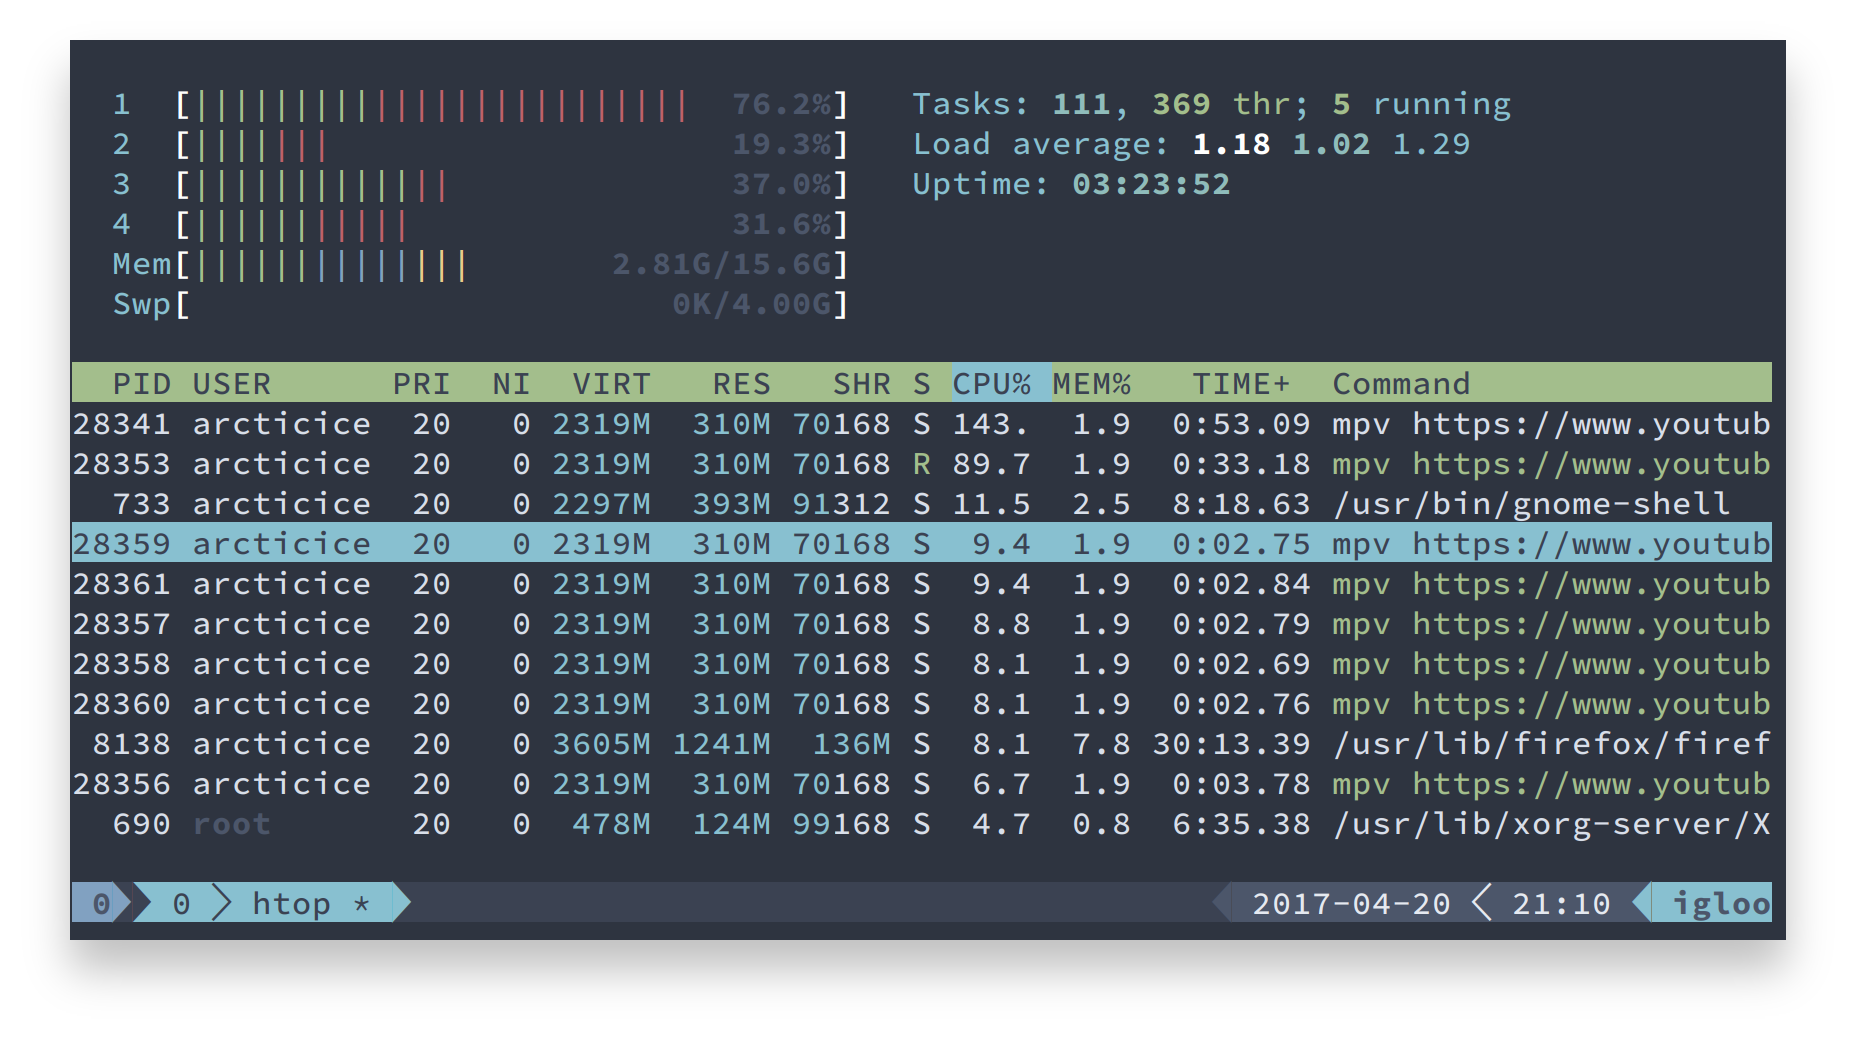 1 [||||||||||||||||||||||||| 76.2%] Tasks: 111, 369 thr; 5 running
2 [||||||| 19.3%] Load average: 1.18 1.02 1.29
3 [||||||||||||| 37.0%] Uptime: 03:23:52
4 [||||||||||| 31.6%]
Mem[|||||||||||||| 2.81G/15.6G]
Swp[ 0K/4.00G]
PID USER PRI NI VIRT RES SHR S CPU% MEM% TIME+ Command
28341 arcticice 20 0 2319M 310M 70168 S 143. 1.9 0:53.09 mpv https://www.youtub
28353 arcticice 20 0 2319M 310M 70168 R 89.7 1.9 0:33.18 mpv https://www.youtub
733 arcticice 20 0 2297M 393M 91312 S 11.5 2.5 8:18.63 /usr/bin/gnome-shell
28359 arcticice 20 0 2319M 310M 70168 S 9.4 1.9 0:02.75 mpv https://www.youtub
28361 arcticice 20 0 2319M 310M 70168 S 9.4 1.9 0:02.84 mpv https://www.youtub
28357 arcticice 20 0 2319M 310M 70168 S 8.8 1.9 0:02.79 mpv https://www.youtub
28358 arcticice 20 0 2319M 310M 70168 S 8.1 1.9 0:02.69 mpv https://www.youtub
28360 arcticice 20 0 2319M 310M 70168 S 8.1 1.9 0:02.76 mpv https://www.youtub
8138 arcticice 20 0 3605M 1241M 136M S 8.1 7.8 30:13.39 /usr/lib/firefox/firef
28356 arcticice 20 0 2319M 310M 70168 S 6.7 1.9 0:03.78 mpv https://www.youtub
690 root 20 0 478M 124M 99168 S 4.7 0.8 6:35.38 /usr/lib/xorg-server/X
0 0 htop * 2017-04-20 21:10 igloo